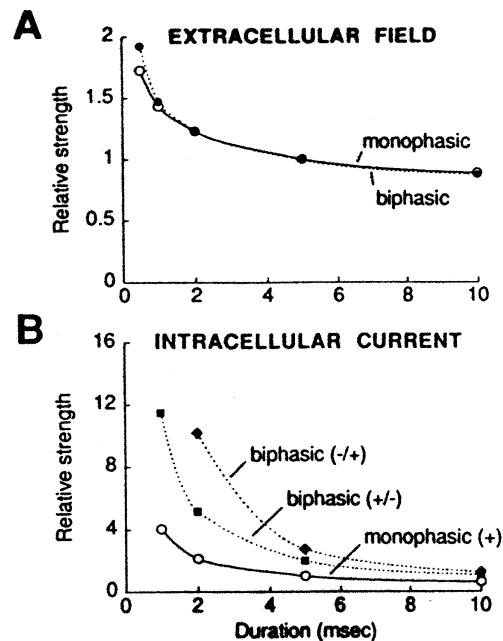 A
EXTRACELLULAR FIELD
2
1.5
1
0.5
0
Relative strength
monophasic
biphasic
0 2 4 6 8 10
B
INTRACELLULAR CURRENT
16
12
8
4
0
Relative strength
biphasic (-/+)
biphasic (+/-)
monophasic (+)
0 2 4 6 8 10
Duration (msec)